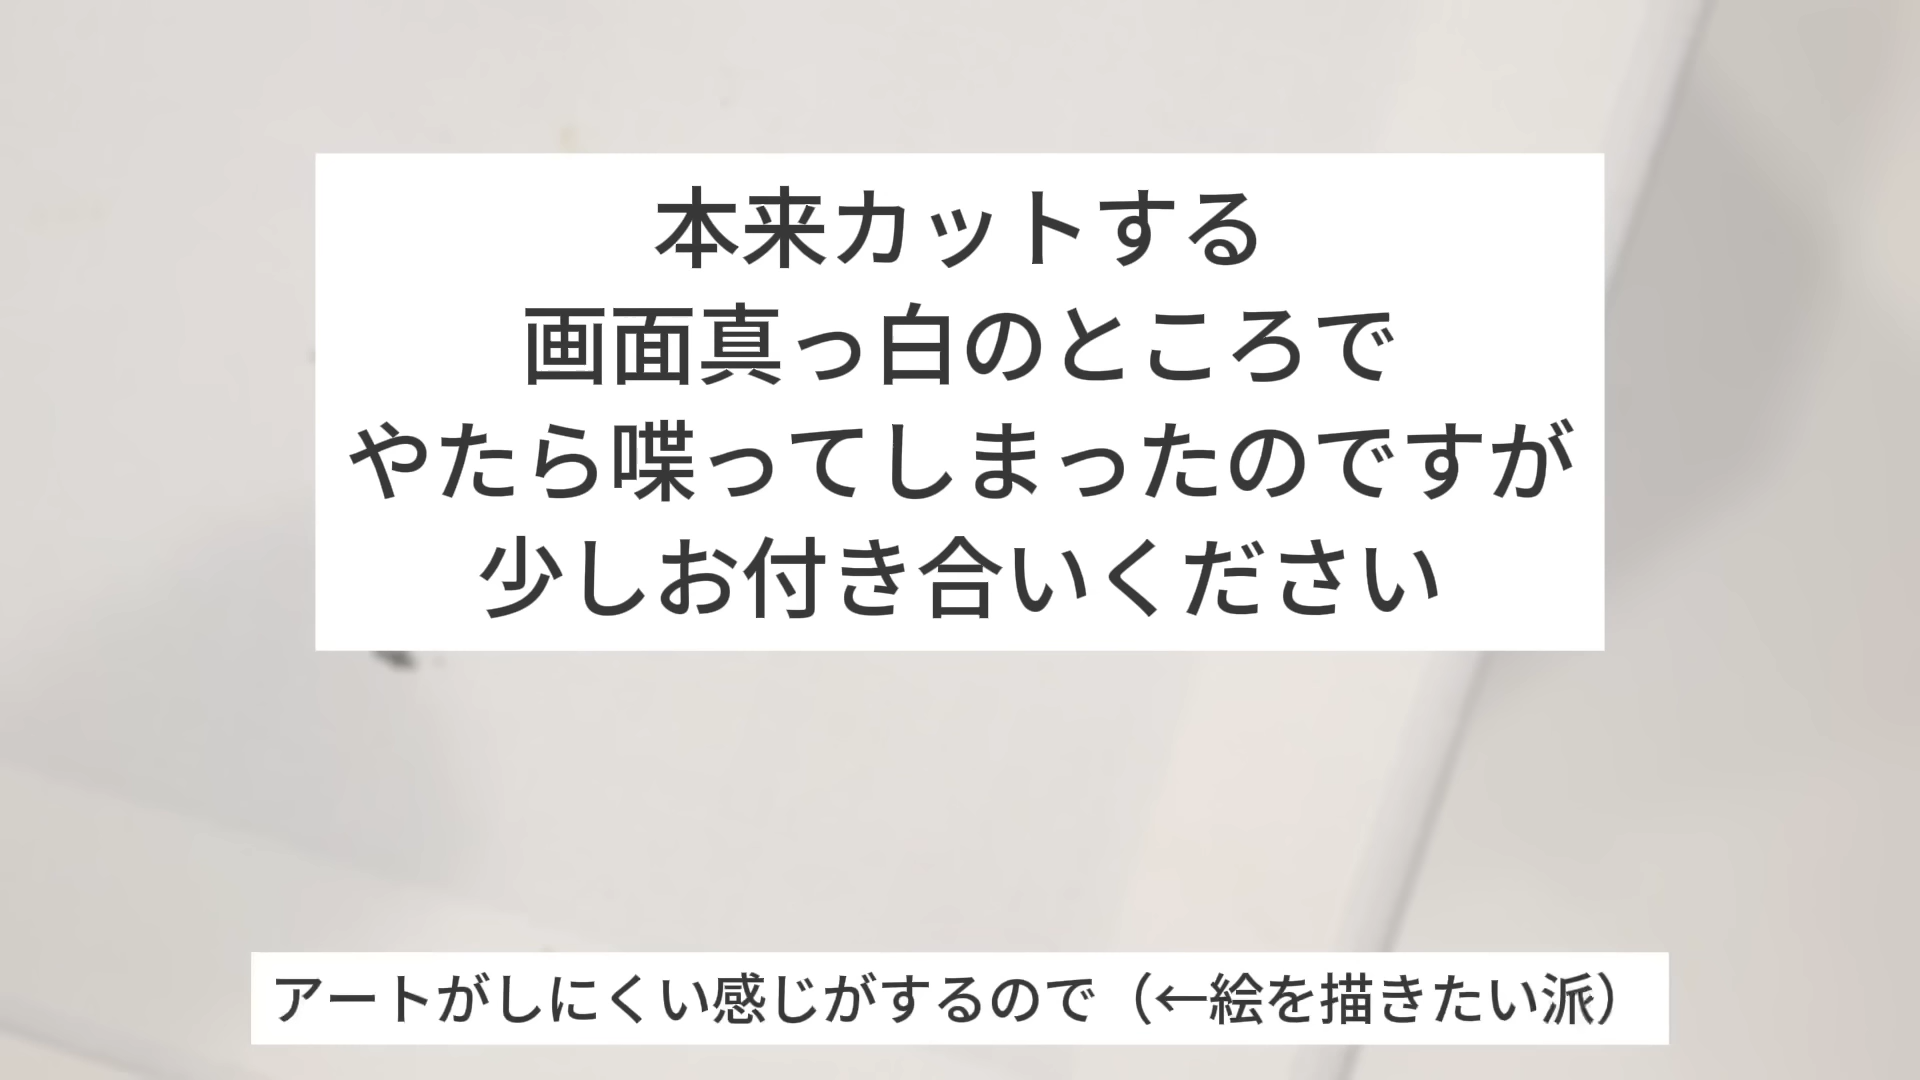 本来カットする
画面真っ白のところで
やたら喋ってしまったのですが
少しお付き合いください
アートがしにくい感じがするので（←絵を描きたい派）